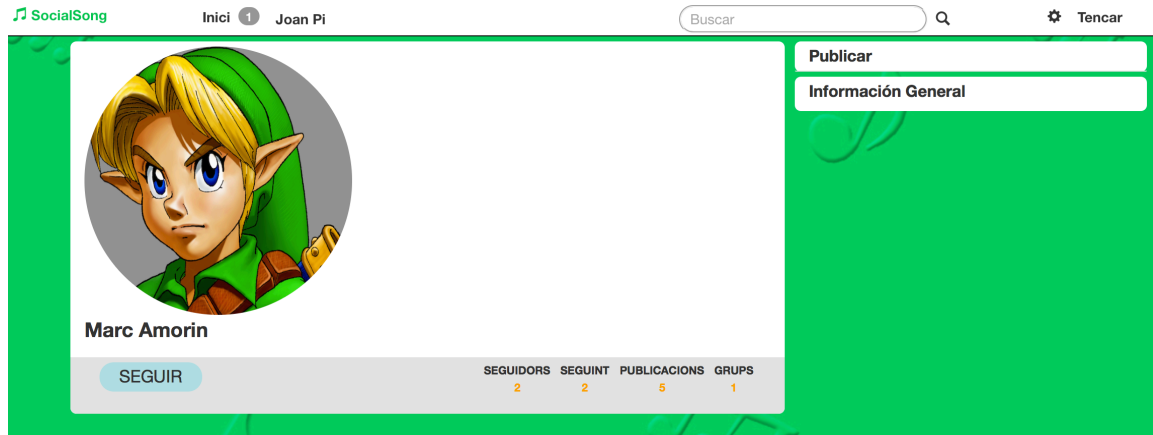 SocialSong Inici 1 Joan Pi Buscar Tencar
Publicar
Información General
Marc Amorin
SEGUIR
SEGUIDORS SEGUINT PUBLICACIONS GRUPS
2 2 5 1